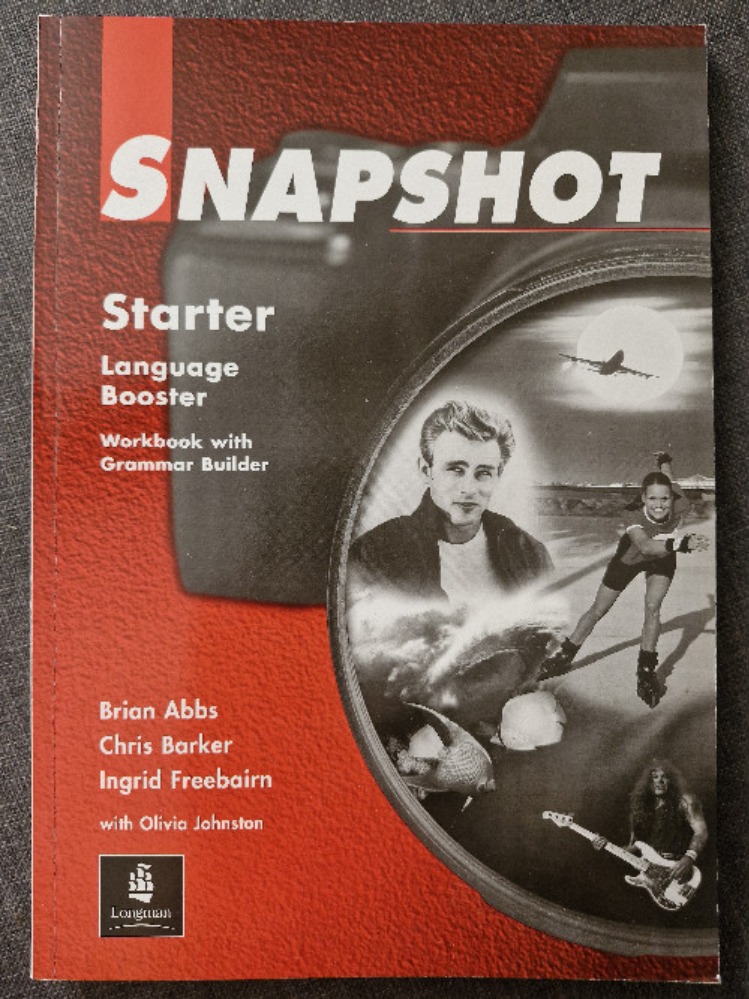 SNAPSHOT
Starter
Language
Booster
Workbook with
Grammar Builder
Brian Abbs
Chris Barker
Ingrid Freebairn
with Olivia Johnston
Longman